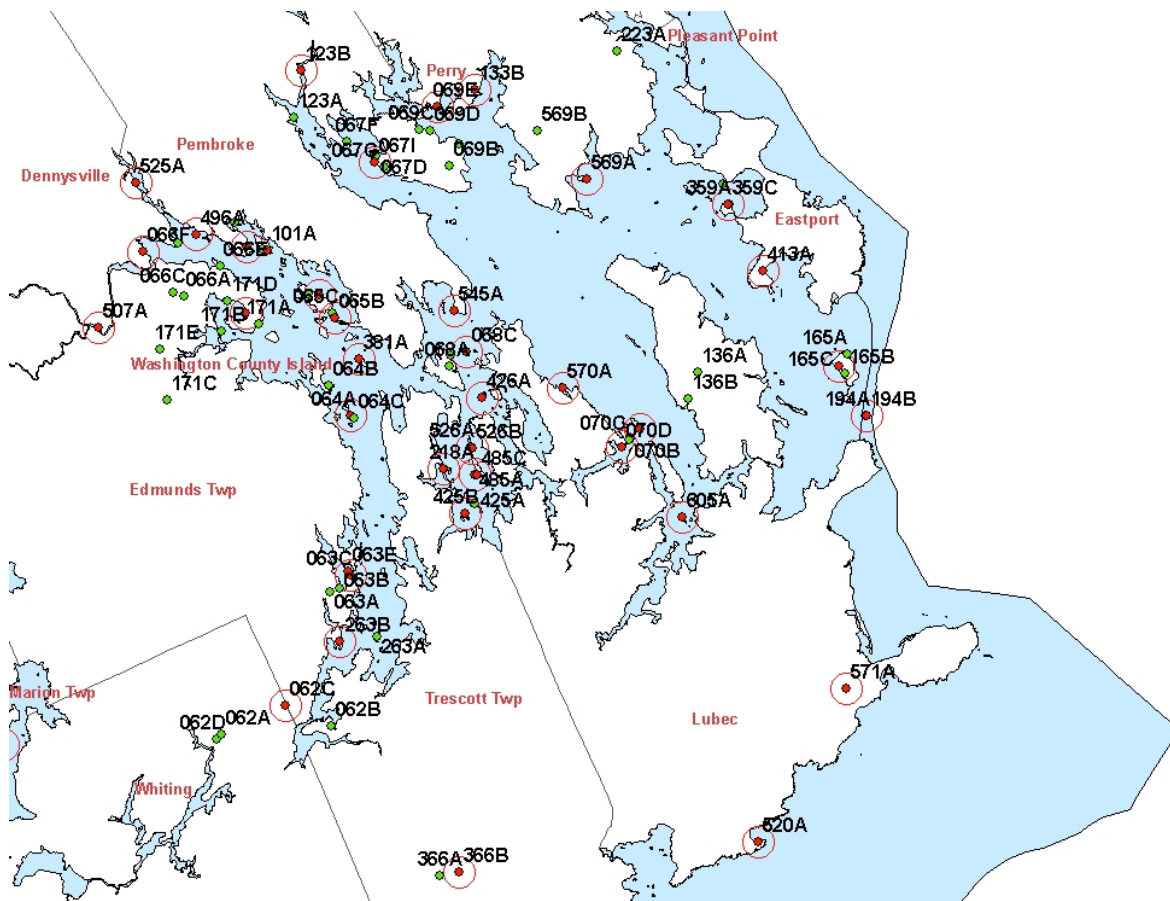 223A
Pleasant Point
123B
Perry
133B
069E
123A
069C
069D
569B
067F
Pembroke
067I
067G
069B
067D
569A
Dennysville
525A
359A
359C
Eastport
496A
066F
101A
066E
413A
066C
066A
171D
065C
065B
545A
507A
171B
171A
171E
068C
165A
165B
165C
381A
068A
136A
Washington County Island
064B
570A
136B
171C
426A
064A
064C
194A
194B
070C
070D
526A
526B
070B
218A
485C
485A
Edmunds Twp
425B
425A
605A
063C
063E
063B
063A
263B
263A
571A
Marion Twp
062C
Trescott Twp
062D
062A
062B
Lubec
Whiting
520A
366A
366B